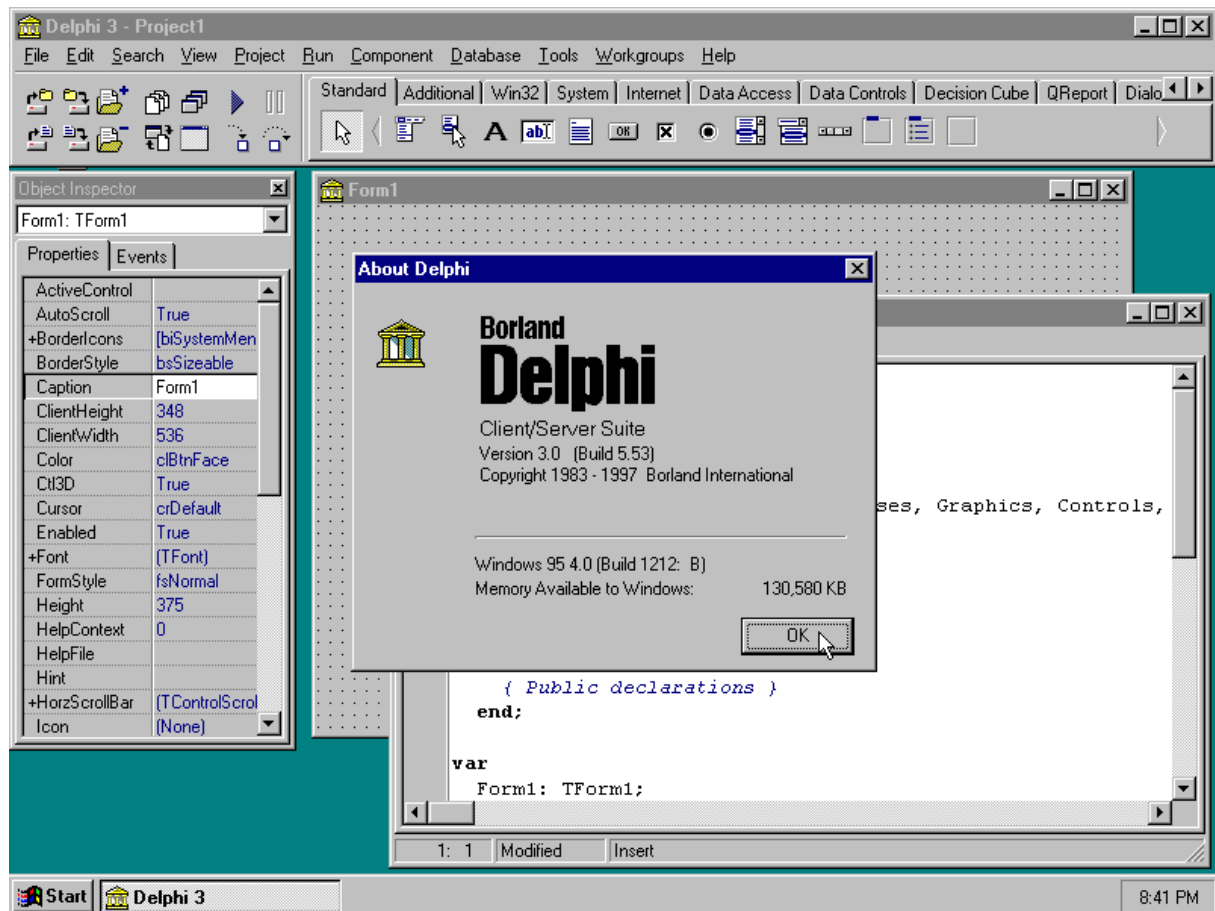 Delphi 3 - Project1
File Edit Search View Project Run Component Database Tools Workgroups Help
Standard Additional Win32 System Internet Data Access Data Controls Decision Cube QReport Dialo
A ab OK
Object Inspector
Form1: TForm1
Properties Events
ActiveControl
AutoScroll True
+BorderIcons [biSystemMen
BorderStyle bsSizeable
Caption Form1
ClientHeight 348
ClientWidth 536
Color clBtnFace
Ctl3D True
Cursor crDefault
Enabled True
+Font (TFont)
FormStyle fsNormal
Height 375
HelpContext 0
HelpFile
Hint
+HorzScrollBar (TControlScrol
Icon (None)
Form1
About Delphi
Borland
Delphi
Client/Server Suite
Version 3.0 (Build 5.53)
Copyright 1983 - 1997 Borland International
Windows 95 4.0 (Build 1212: B)
Memory Available to Windows: 130,580 KB
OK
ses, Graphics, Controls,
{ Public declarations }
end;
var
Form1: TForm1;
1: 1 Modified Insert
Start Delphi 3 8:41 PM